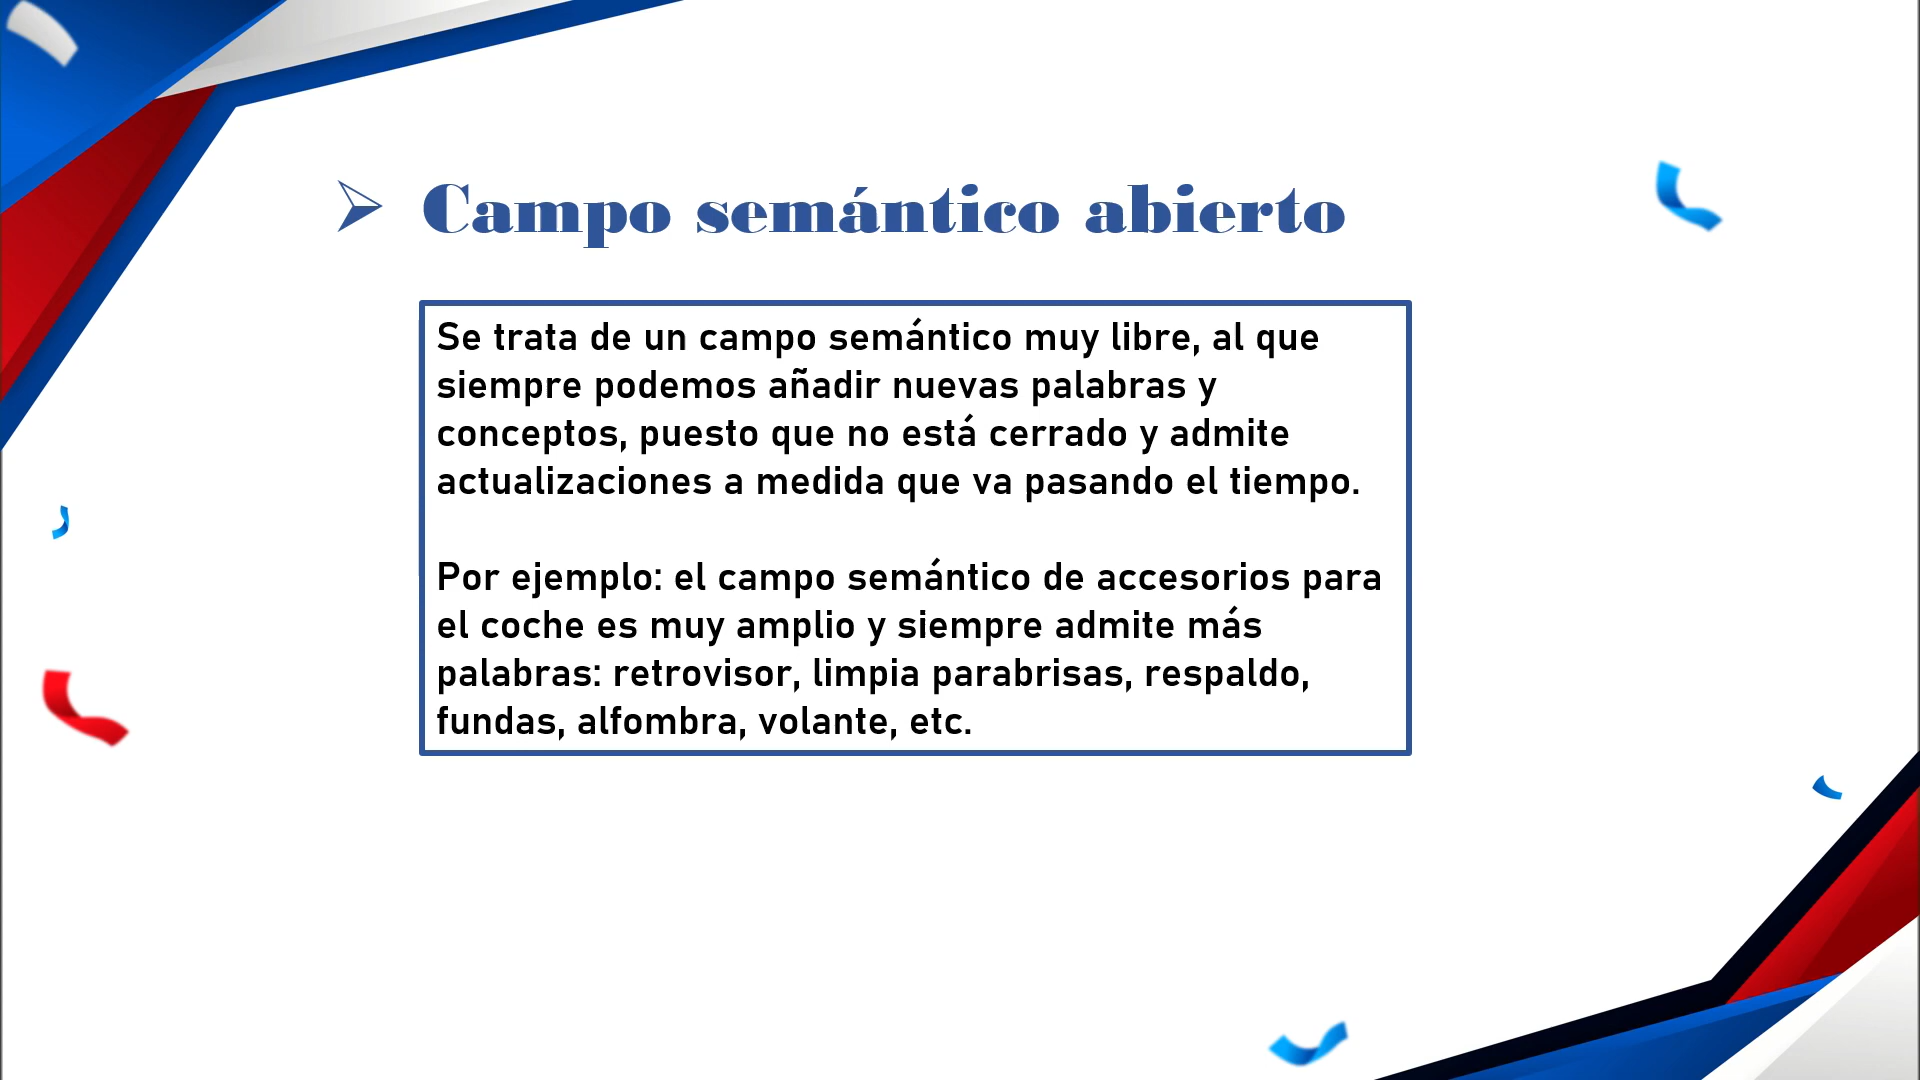 Campo semántico abierto
Se trata de un campo semántico muy libre, al que
siempre podemos añadir nuevas palabras y
conceptos, puesto que no está cerrado y admite
actualizaciones a medida que va pasando el tiempo.
Por ejemplo: el campo semántico de accesorios para
el coche es muy amplio y siempre admite más
palabras: retrovisor, limpia parabrisas, respaldo,
fundas, alfombra, volante, etc.